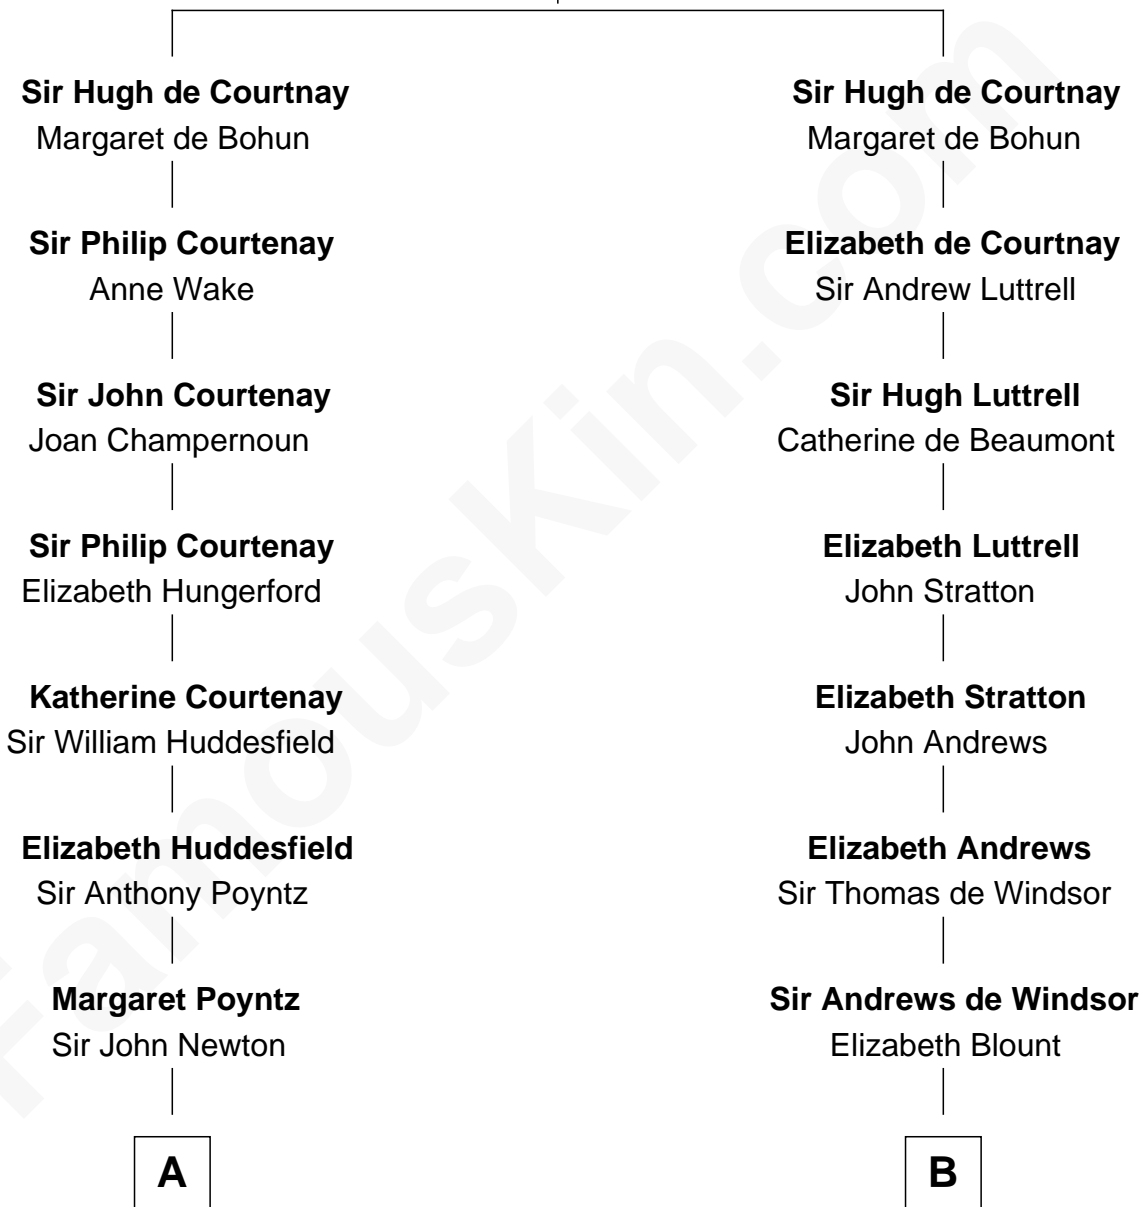 Sir Hugh de Courtnay
Margaret de Bohun
Sir Philip Courtenay
Anne Wake
Sir John Courtenay
Joan Champernoun
Sir Philip Courtenay
Elizabeth Hungerford
Katherine Courtenay
Sir William Huddesfield
Elizabeth Huddesfield
Sir Anthony Poyntz
Margaret Poyntz
Sir John Newton
A
Sir Hugh de Courtnay
Margaret de Bohun
Elizabeth de Courtnay
Sir Andrew Luttrell
Sir Hugh Luttrell
Catherine de Beaumont
Elizabeth Luttrell
John Stratton
Elizabeth Stratton
John Andrews
Elizabeth Andrews
Sir Thomas de Windsor
Sir Andrews de Windsor
Elizabeth Blount
B
FamousKin.com